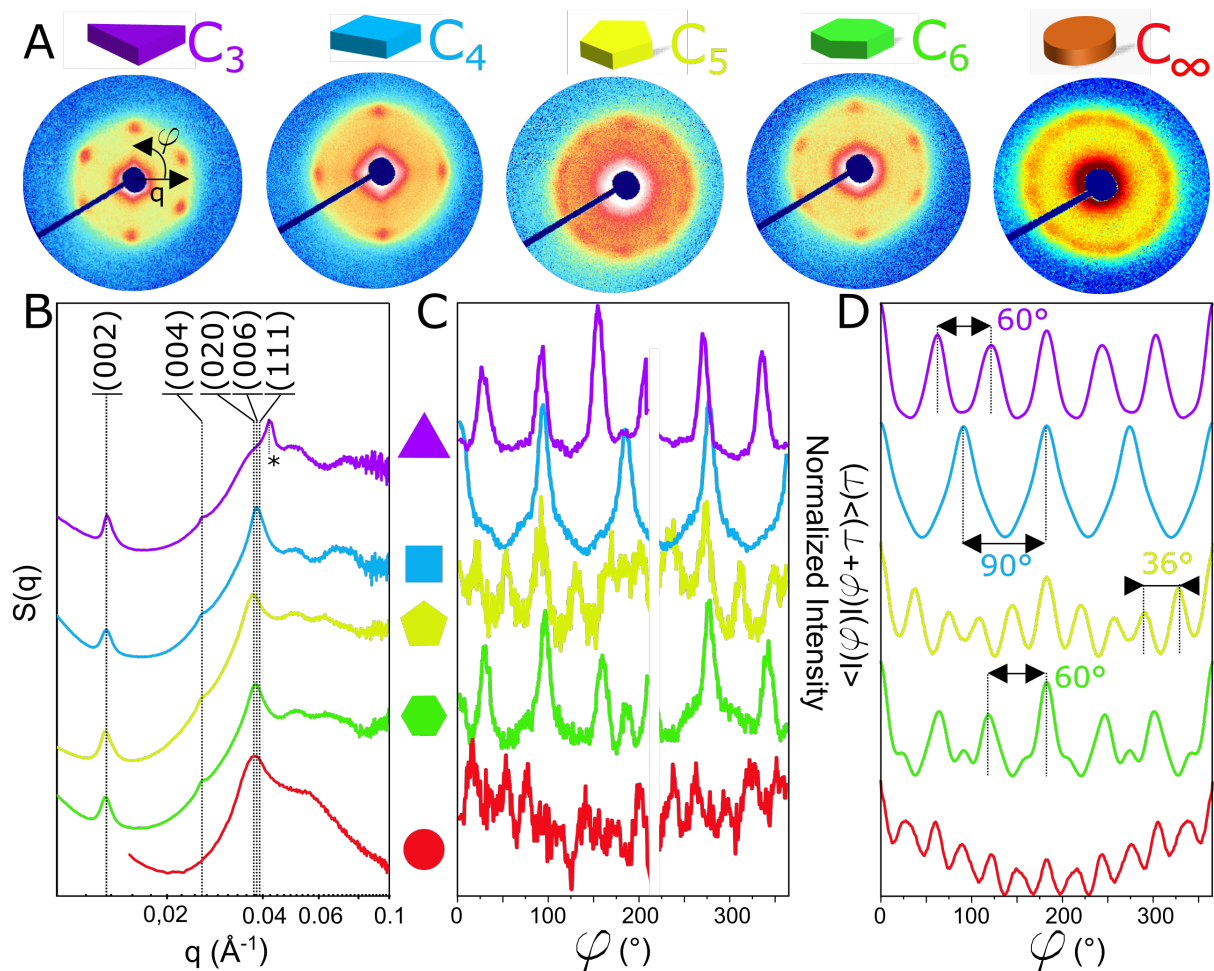 A C3 C4 C5 C6 C∞
φ
q
B C D
(002) (004) (020) (006) (111)
*
60°
90°
36°
60°
S(q)
Normalized Intensity
<I(φ)I(φ + ⊥)>(⊥)
0,02 0.04 0.06 0.1
0 100 200 300
0 100 200 300
q (Å-1)
φ (°)
φ (°)